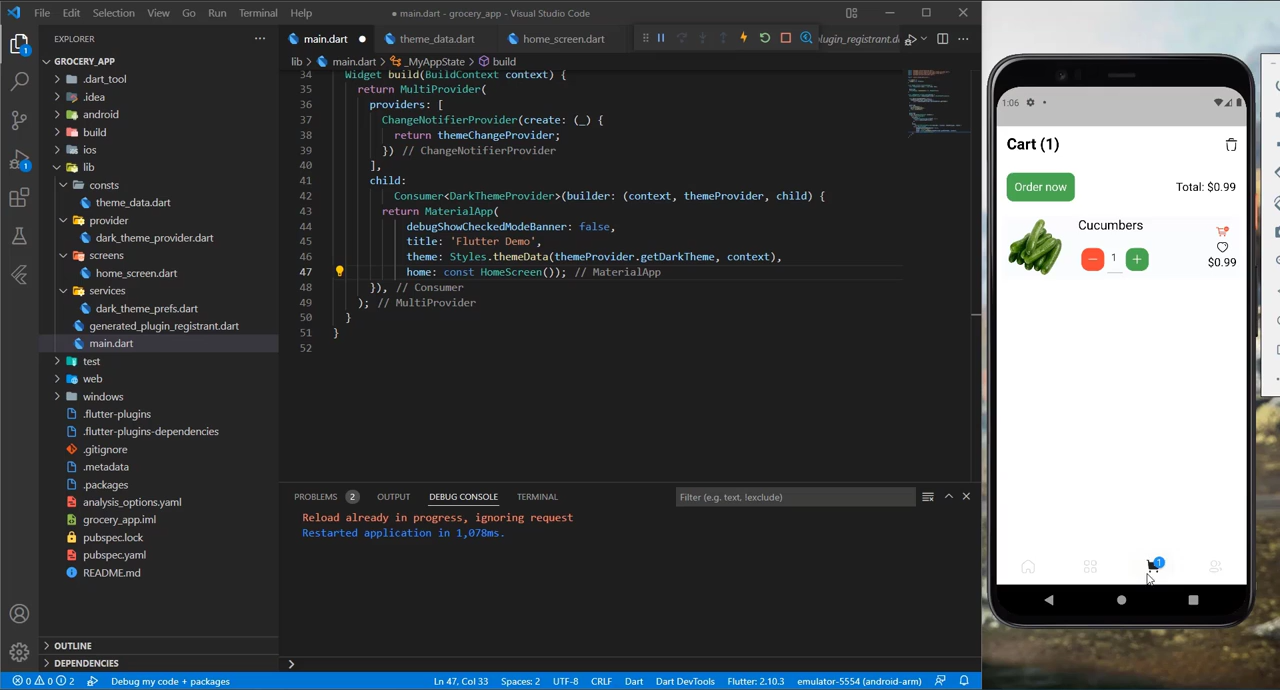 File Edit Selection View Go Run Terminal Help
● main.dart - grocery_app - Visual Studio Code
EXPLORER
GROCERY_APP
.dart_tool
.idea
android
build
ios
lib
consts
theme_data.dart
provider
dark_theme_provider.dart
screens
home_screen.dart
services
dark_theme_prefs.dart
generated_plugin_registrant.dart
main.dart
test
web
windows
.flutter-plugins
.flutter-plugins-dependencies
.gitignore
.metadata
.packages
analysis_options.yaml
grocery_app.iml
pubspec.lock
pubspec.yaml
README.md
OUTLINE
DEPENDENCIES
1
1
main.dart ● theme_data.dart home_screen.dart plugin_registrant.da
lib > main.dart > _MyAppState > build
34 Widget build(BuildContext context) {
35 return MultiProvider(
36 providers: [
37 ChangeNotifierProvider(create: (_) {
38 return themeChangeProvider;
39 }) // ChangeNotifierProvider
40 ],
41 child:
42 Consumer<DarkThemeProvider>(builder: (context, themeProvider, child) {
43 return MaterialApp(
44 debugShowCheckedModeBanner: false,
45 title: 'Flutter Demo',
46 theme: Styles.themeData(themeProvider.getDarkTheme, context),
47 home: const HomeScreen()); // MaterialApp
48 }), // Consumer
49 ); // MultiProvider
50 }
51 }
52
PROBLEMS 2 OUTPUT DEBUG CONSOLE TERMINAL
Filter (e.g. text, !exclude)
Reload already in progress, ignoring request
Restarted application in 1,078ms.
0 0 2 Debug my code + packages
Ln 47, Col 33 Spaces: 2 UTF-8 CRLF Dart Dart DevTools Flutter: 2.10.3 emulator-5554 (android-arm)
1:06
Cart (1)
Order now
Total: $0.99
Cucumbers
1
$0.99
1